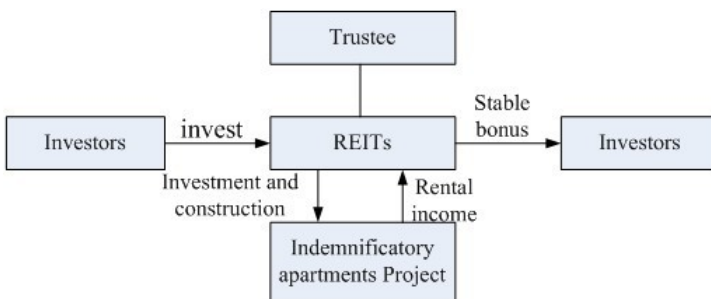 Trustee
Stable
bonus
Investors
invest
REITs
Investors
Investment and
construction
Rental
income
Indemnificatory
apartments Project